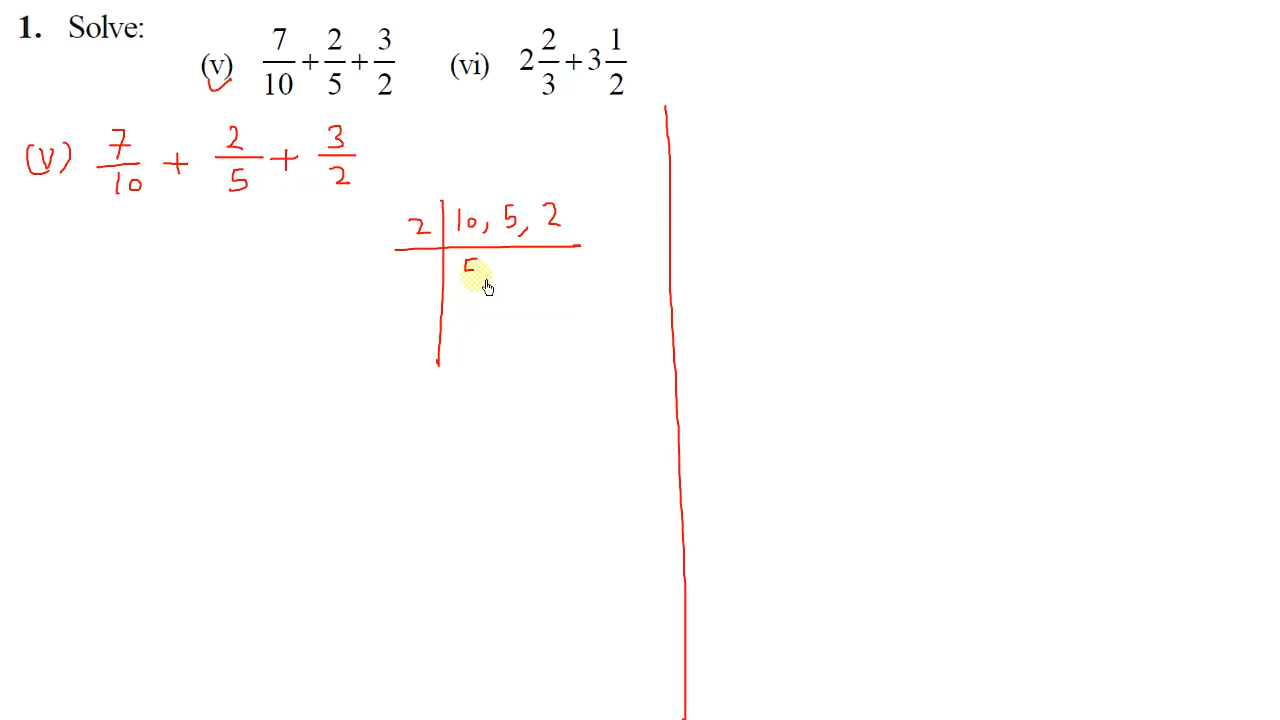 1. Solve:
(v) 7/10 + 2/5 + 3/2 (vi) 2 2/3 + 3 1/2
(v) 7/10 + 2/5 + 3/2
2 | 10, 5, 2
5